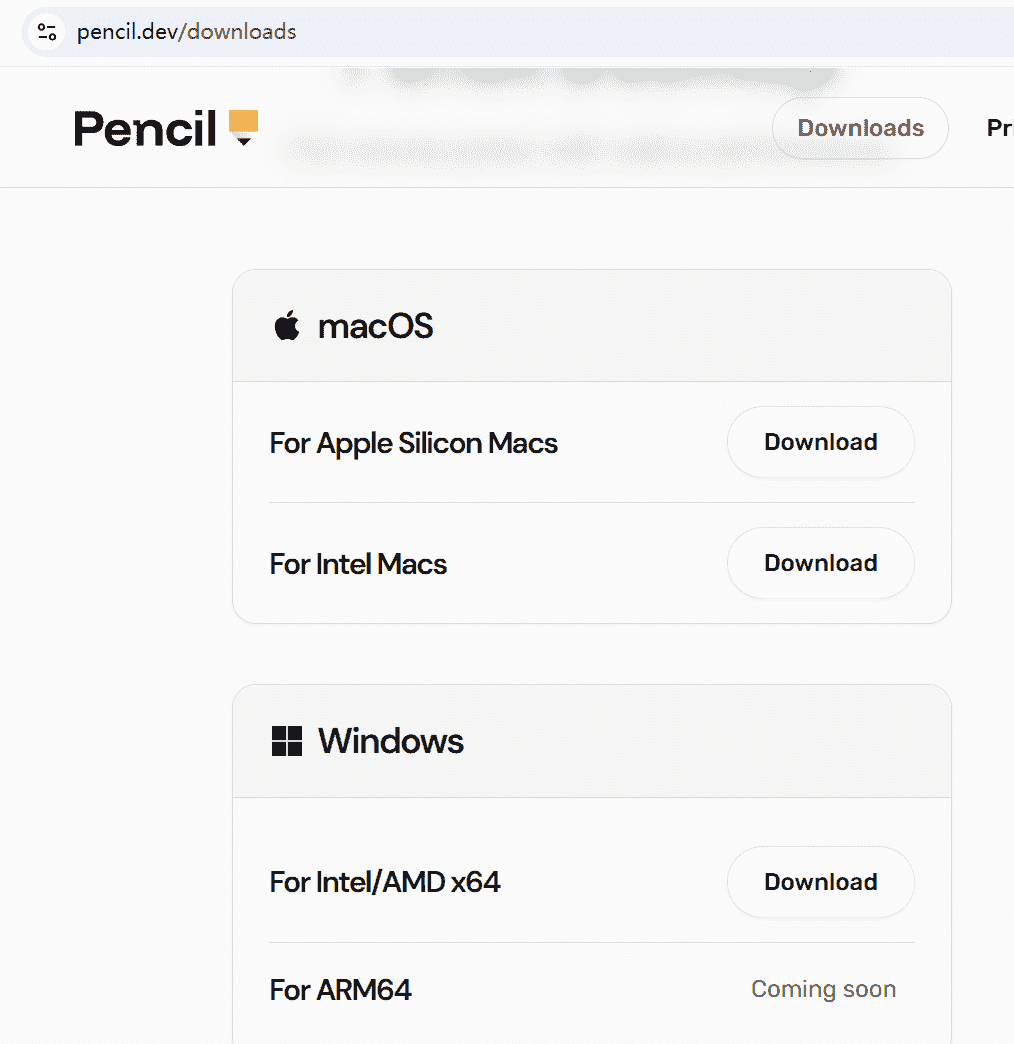 pencil.dev/downloads
Pencil
Downloads
macOS
For Apple Silicon Macs
Download
For Intel Macs
Download
Windows
For Intel/AMD x64
Download
For ARM64
Coming soon